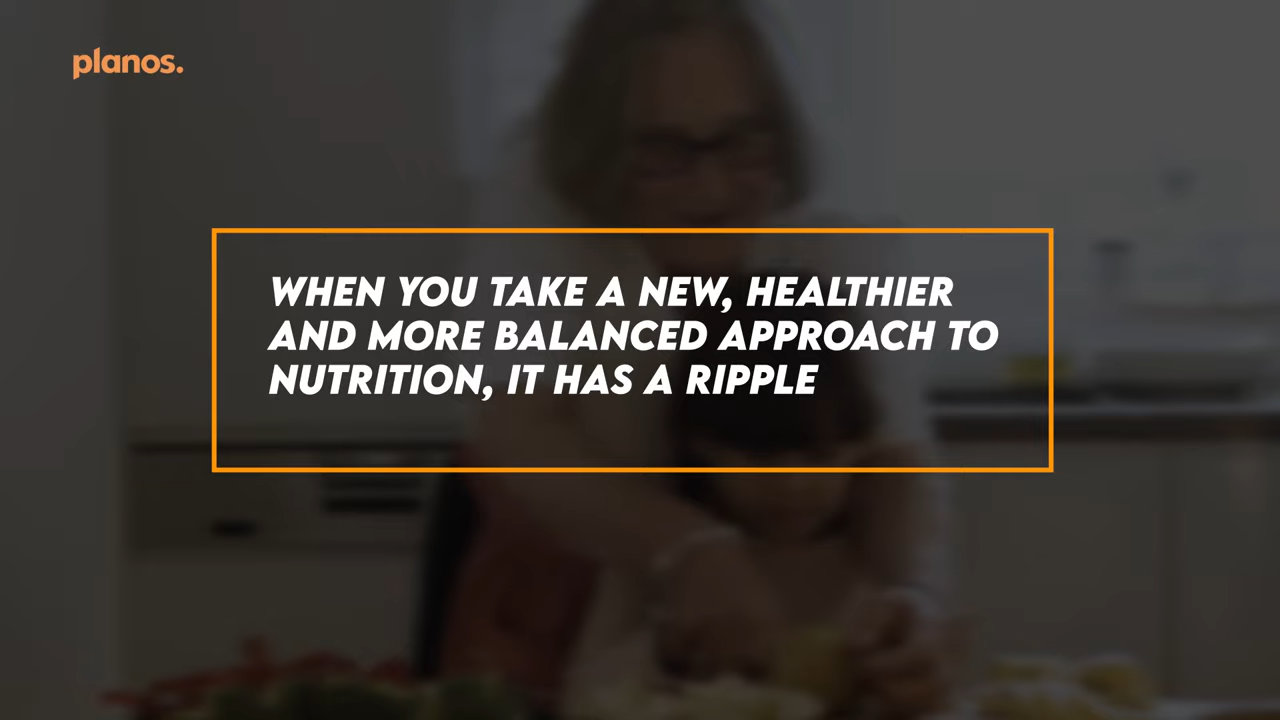 planos.
WHEN YOU TAKE A NEW, HEALTHIER
AND MORE BALANCED APPROACH TO
NUTRITION, IT HAS A RIPPLE